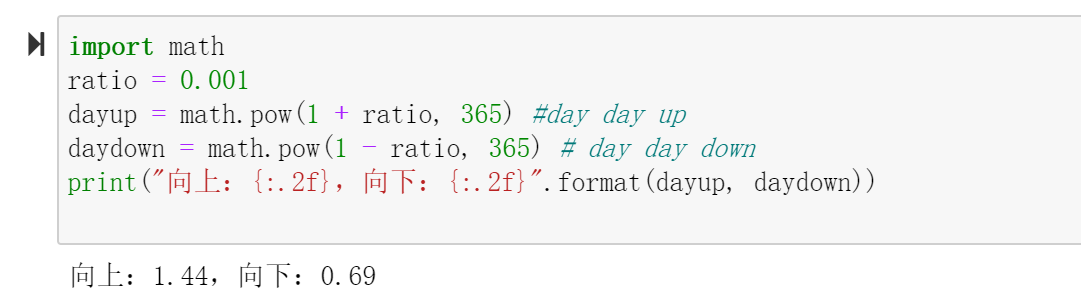 import math
ratio = 0.001
dayup = math.pow(1 + ratio, 365) #day day up
daydown = math.pow(1 - ratio, 365) # day day down
print("向上：{:.2f}，向下：{:.2f}".format(dayup, daydown))
向上：1.44，向下：0.69